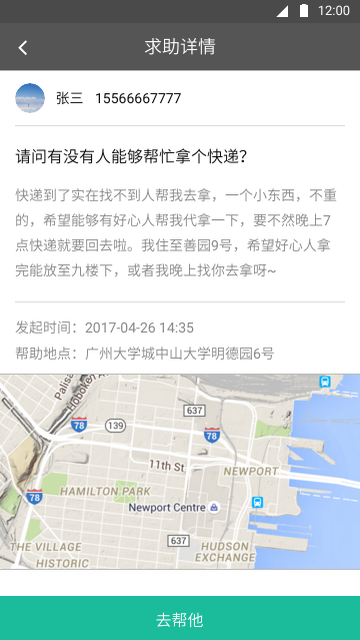 12:00
求助详情
张三 15566667777
请问有没有人能够帮忙拿个快递?
快递到了实在找不到人帮我去拿，一个小东西，不重
的，希望能够有好心人帮我代拿一下，要不然晚上7
点快递就要回去啦。我住至善园9号，希望好心人拿
完能放至九楼下，或者我晚上找你去拿呀~
发起时间：2017-04-26 14:35
帮助地点：广州大学城中山大学明德园6号
Palisa
Hoboken
637
78
139
78
11th St
NEWPORT
HAMILTON PARK
78
Newport Centre
637
THE VILLAGE
HUDSON
EXCHANGE
HISTORIC
去帮他